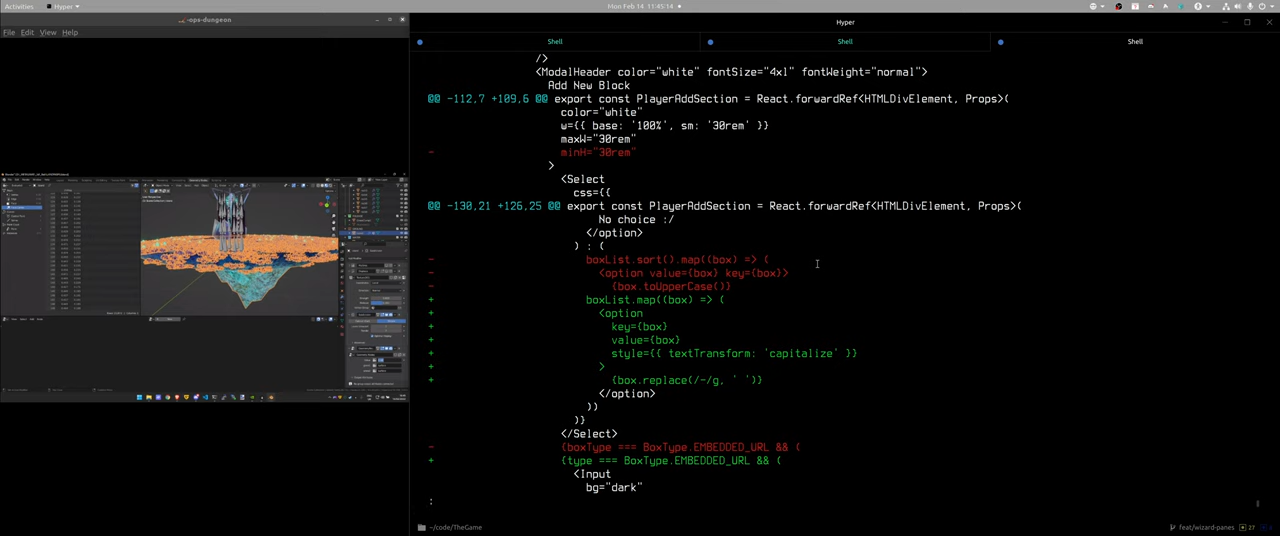 Activities Hyper Mon Feb 14 11:45:14
-ops-dungeon
File Edit View Help
Hyper
Shell Shell Shell
/>
<ModalHeader color="white" fontSize="4xl" fontWeight="normal">
Add New Block
@@ -112,7 +109,6 @@ export const PlayerAddSection = React.forwardRef<HTMLDivElement, Props>(
color="white"
w={{ base: '100%', sm: '30rem' }}
maxW="30rem"
- minH="30rem"
>
<Select
css={{
@@ -130,21 +126,25 @@ export const PlayerAddSection = React.forwardRef<HTMLDivElement, Props>(
No choice :/
</option>
) : (
- boxList.sort().map((box) => (
- <option value={box} key={box}>
- {box.toUpperCase()}
+ boxList.map((box) => (
+ <option
+ key={box}
+ value={box}
+ style={{ textTransform: 'capitalize' }}
+ >
+ {box.replace(/-/g, ' ')}
</option>
))
)}
</Select>
- {boxType === BoxType.EMBEDDED_URL && (
+ {type === BoxType.EMBEDDED_URL && (
<Input
bg="dark"
:
~/code/TheGame feat/wizard-panes 27